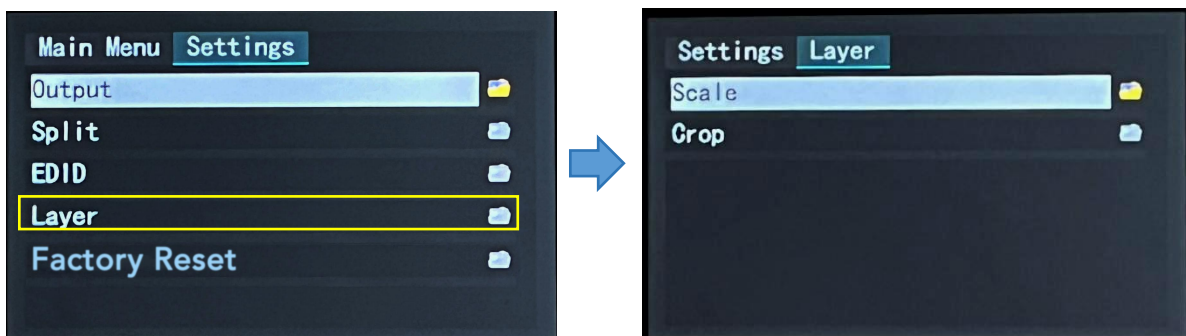 Main Menu Settings
Output
Split
EDID
Layer
Factory Reset
Settings Layer
Scale
Crop